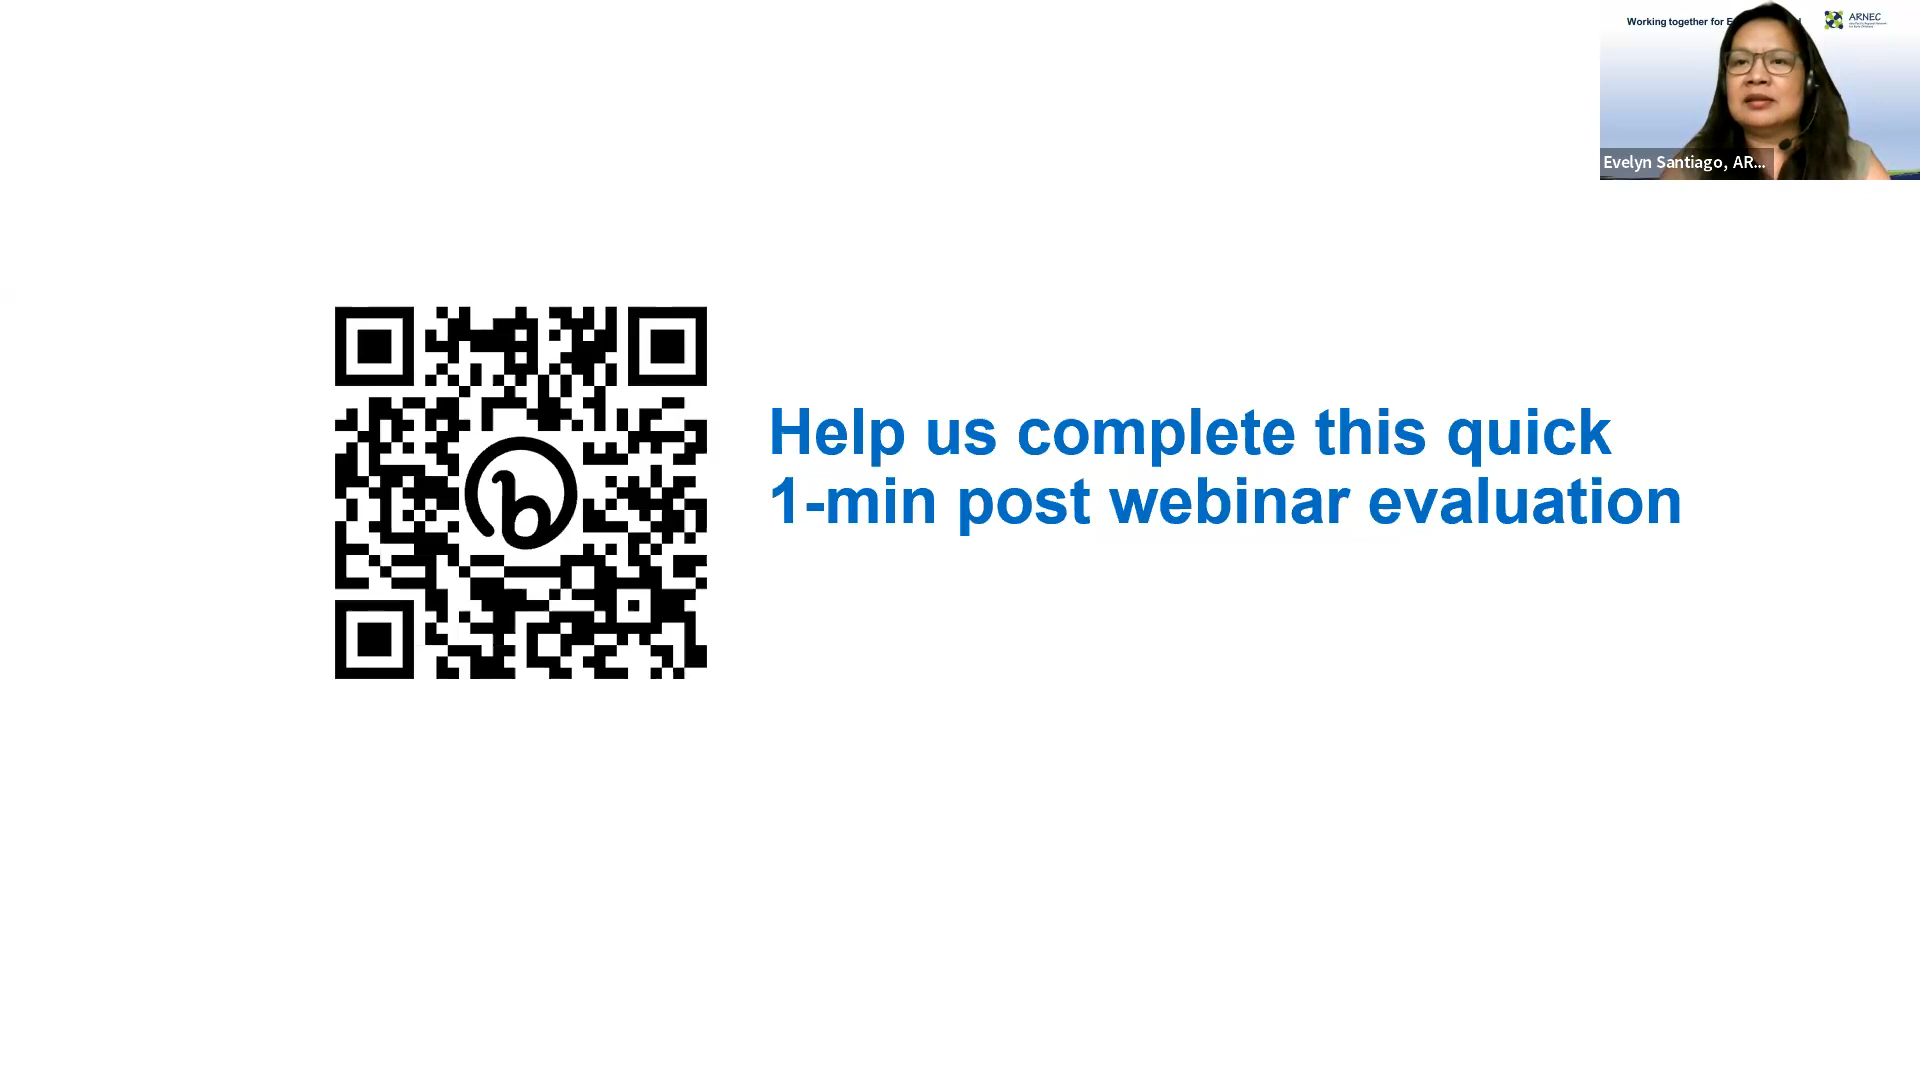 Working together for E
ARNEC
Evelyn Santiago, AR...
Help us complete this quick
1-min post webinar evaluation